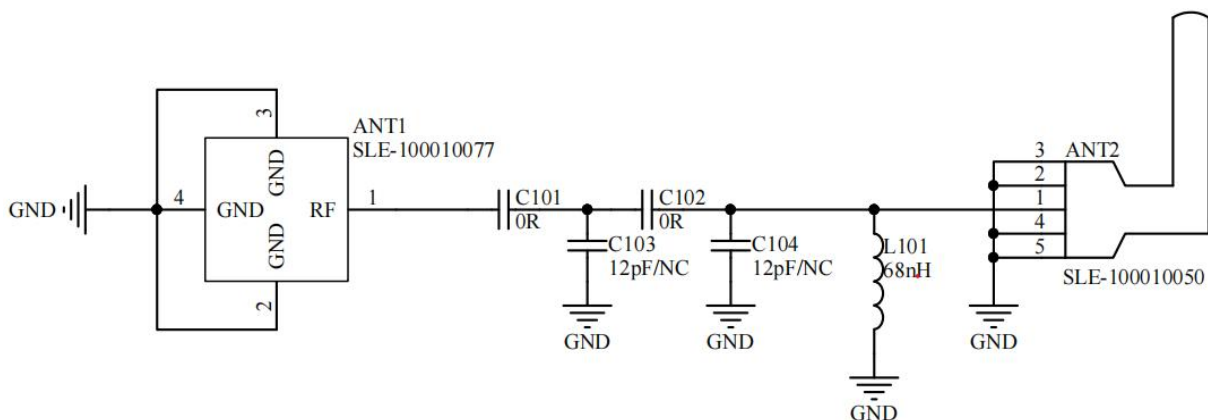 ANT1
SLE-100010077
3
GND
GND
4
GND
RF
1
GND
2
C101
0R
C102
0R
C103
12pF/NC
GND
C104
12pF/NC
GND
L101
68nH
GND
3
2
1
4
5
ANT2
SLE-100010050
GND